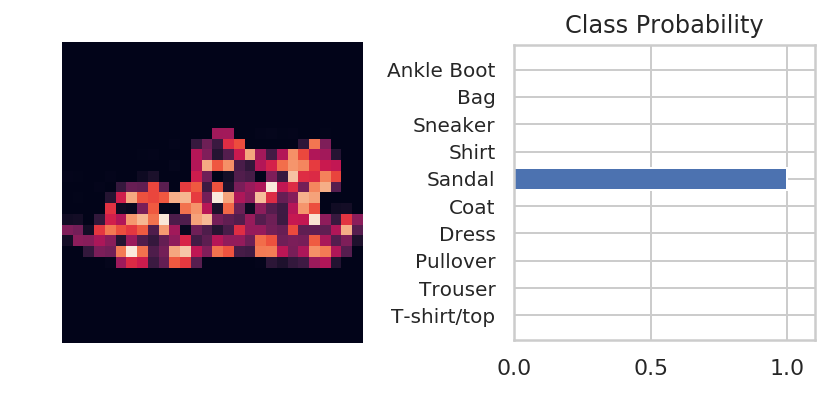 Class Probability
Ankle Boot
Bag
Sneaker
Shirt
Sandal
Coat
Dress
Pullover
Trouser
T-shirt/top
0.0 0.5 1.0